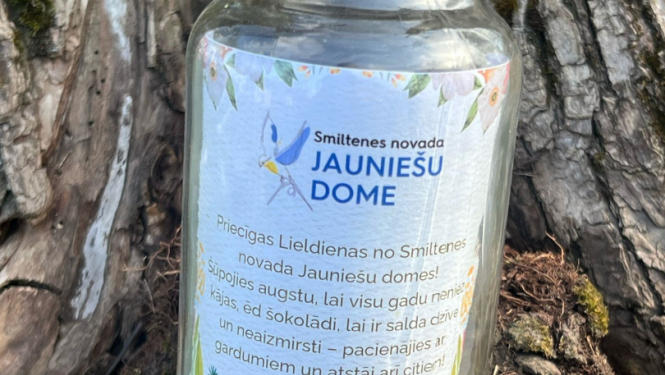 Smiltenes novada
JAUNIEŠU
DOME
Priecīgas Lieldienas no Smiltenes
novada Jauniešu domes!
Šūpojies augstu, lai visu gadu neniez
kājas, ēd šokolādi, lai ir salda dzīve
un neaizmirsti – pacienājies ar
gardumiem un atstāj arī citiem!